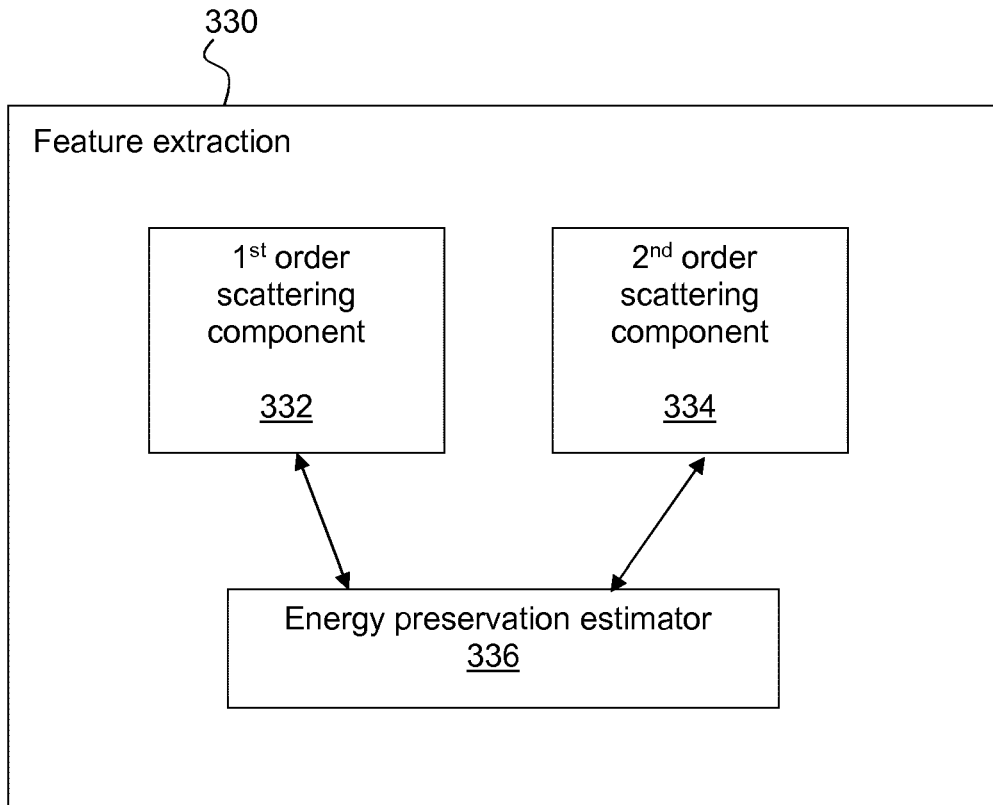 330
Feature extraction
1st order
scattering
component
332
2nd order
scattering
component
334
Energy preservation estimator
336